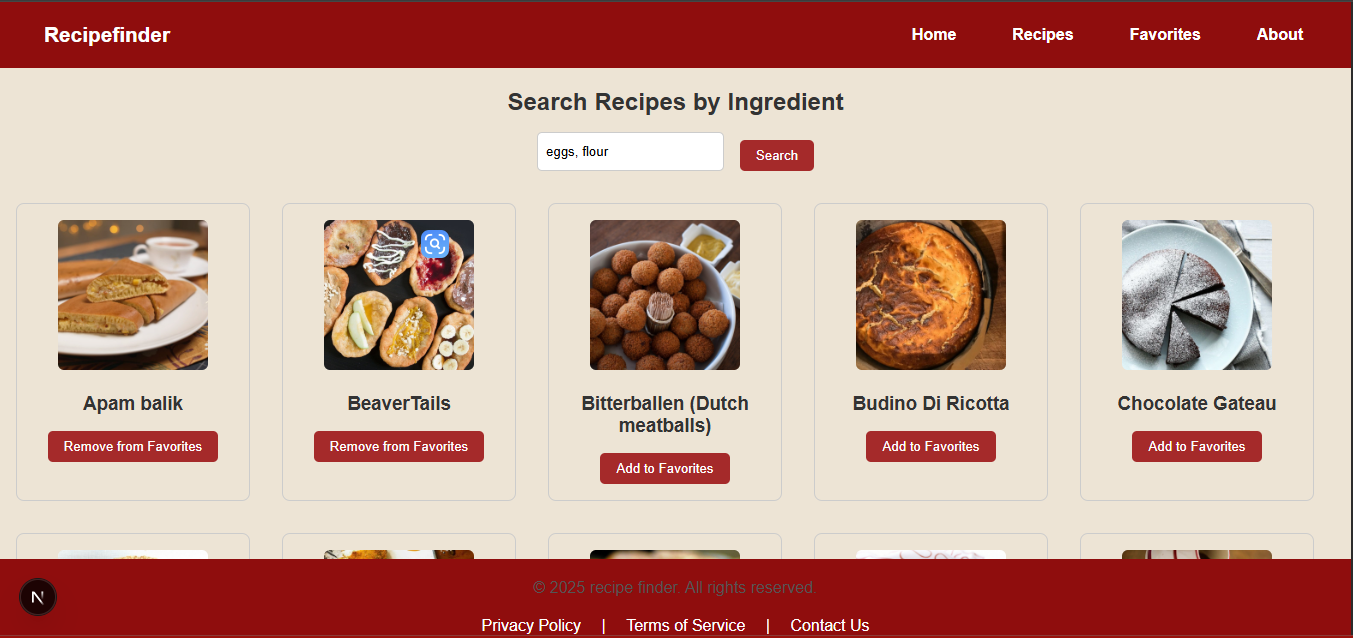 Recipefinder
Home Recipes Favorites About
Search Recipes by Ingredient
eggs, flour
Search
Apam balik
Remove from Favorites
BeaverTails
Remove from Favorites
Bitterballen (Dutch
meatballs)
Add to Favorites
Budino Di Ricotta
Add to Favorites
Chocolate Gateau
Add to Favorites
N
© 2025 recipe finder. All rights reserved.
Privacy Policy | Terms of Service | Contact Us